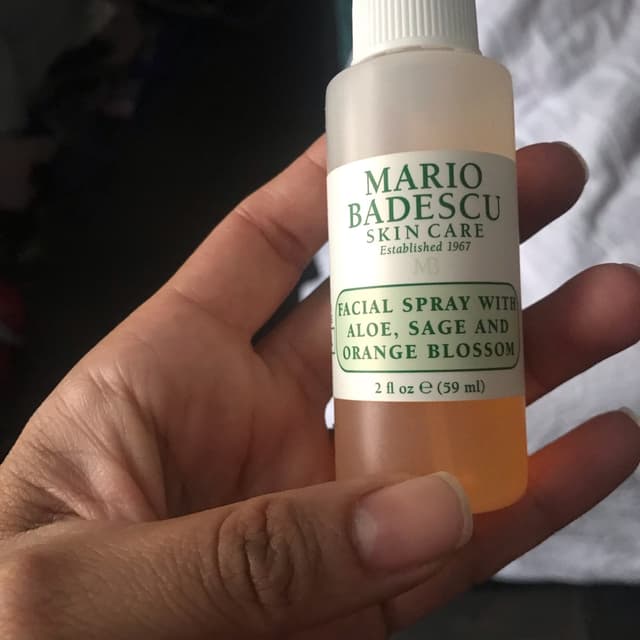 MARIO
BADESCU
SKIN CARE
Established 1967
MB
FACIAL SPRAY WITH
ALOE, SAGE AND
ORANGE BLOSSOM
2 fl oz ℮ (59 ml)